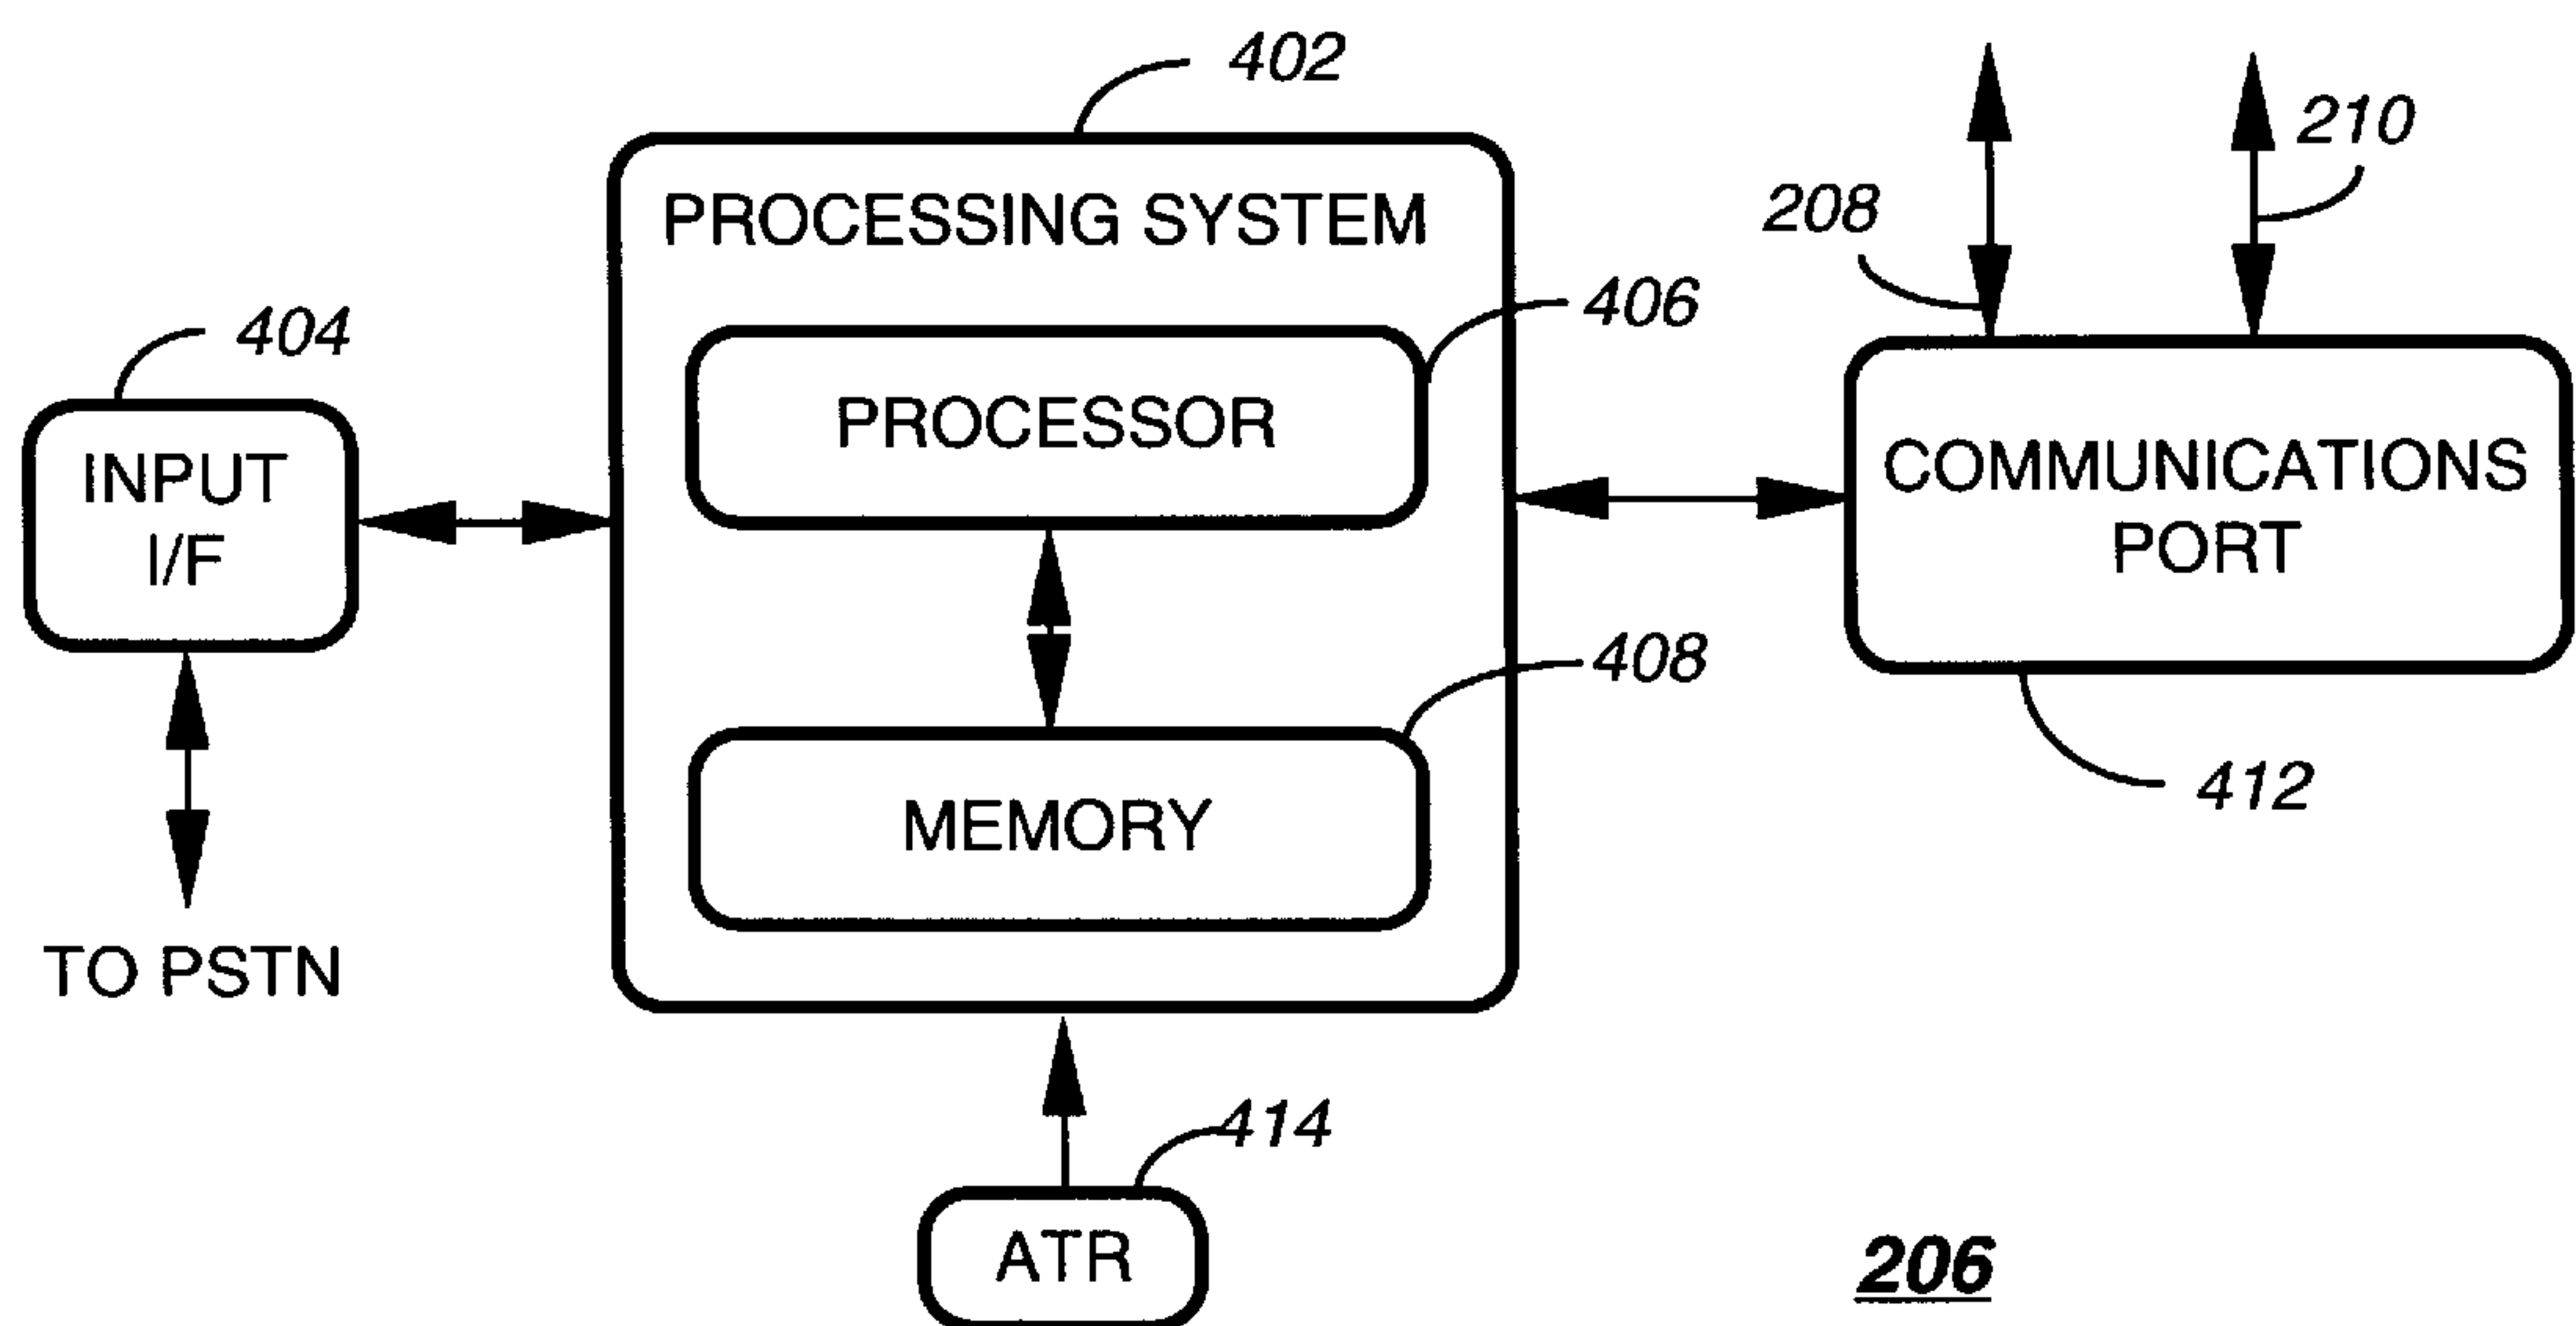 402
210
PROCESSING SYSTEM
208
404
406
INPUT
I/F
PROCESSOR
COMMUNICATIONS
PORT
408
412
MEMORY
TO PSTN
414
ATR
206